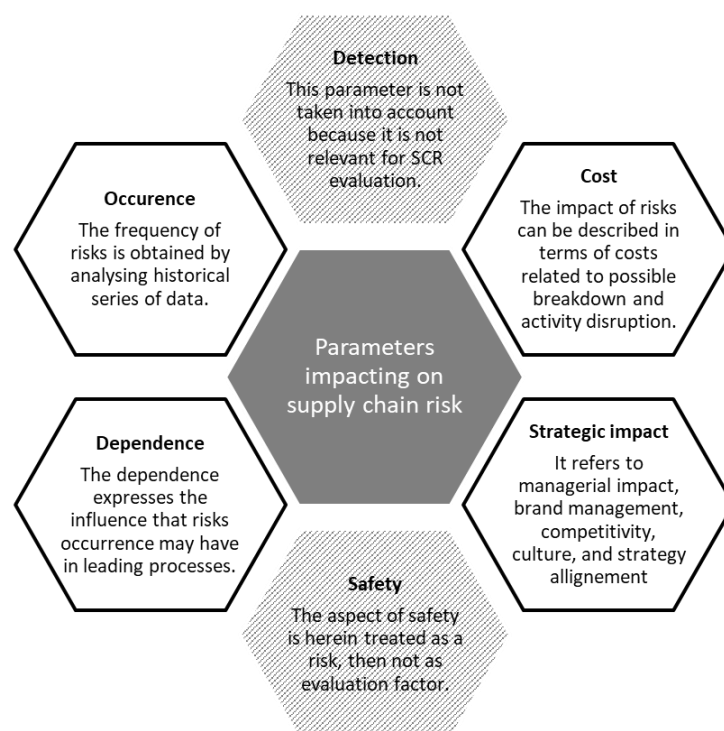 Detection
This parameter is not
taken into account
because it is not
relevant for SCR
evaluation.
Occurence
The frequency of
risks is obtained by
analysing historical
series of data.
Cost
The impact of risks
can be described in
terms of costs
related to possible
breakdown and
activity disruption.
Parameters
impacting on
supply chain risk
Dependence
The dependence
expresses the
influence that risks
occurrence may have
in leading processes.
Strategic impact
It refers to
managerial impact,
brand management,
competitivity,
culture, and strategy
allignement
Safety
The aspect of safety
is herein treated as a
risk, then not as
evaluation factor.